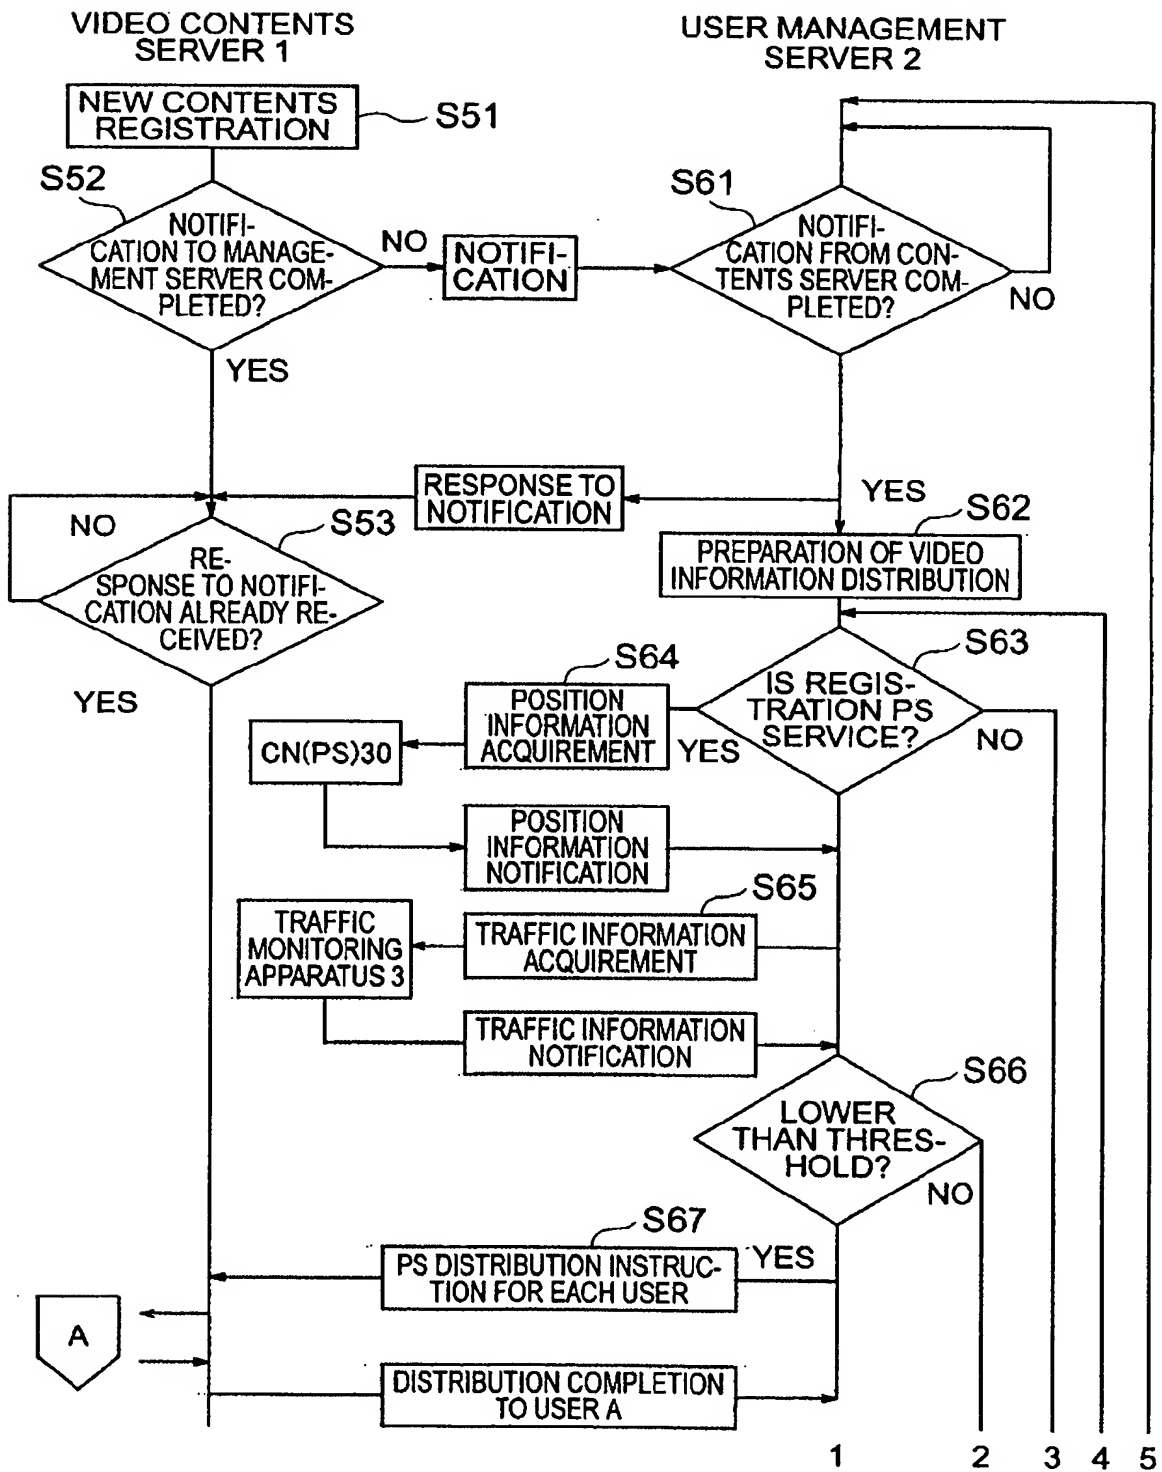 VIDEO CONTENTS
SERVER 1
USER MANAGEMENT
SERVER 2
NEW CONTENTS
REGISTRATION
S51
S52
NOTIFI-
CATION TO MANAGE-
MENT SERVER COM-
PLETED?
NO
NOTIFI-
CATION
S61
NOTIFI-
CATION FROM CON-
TENTS SERVER COM-
PLETED?
NO
YES
RESPONSE TO
NOTIFICATION
YES
S62
PREPARATION OF VIDEO
INFORMATION DISTRIBUTION
NO
S53
RE-
SPONSE TO NOTIFI-
CATION ALREADY RE-
CEIVED?
YES
S63
IS REGIS-
TRATION PS
SERVICE?
NO
YES
S64
POSITION
INFORMATION
ACQUIREMENT
CN(PS)30
POSITION
INFORMATION
NOTIFICATION
S65
TRAFFIC INFORMATION
ACQUIREMENT
TRAFFIC
MONITORING
APPARATUS 3
TRAFFIC INFORMATION
NOTIFICATION
S66
LOWER
THAN THRES-
HOLD?
NO
YES
S67
PS DISTRIBUTION INSTRUC-
TION FOR EACH USER
A
DISTRIBUTION COMPLETION
TO USER A
1 2 3 4 5